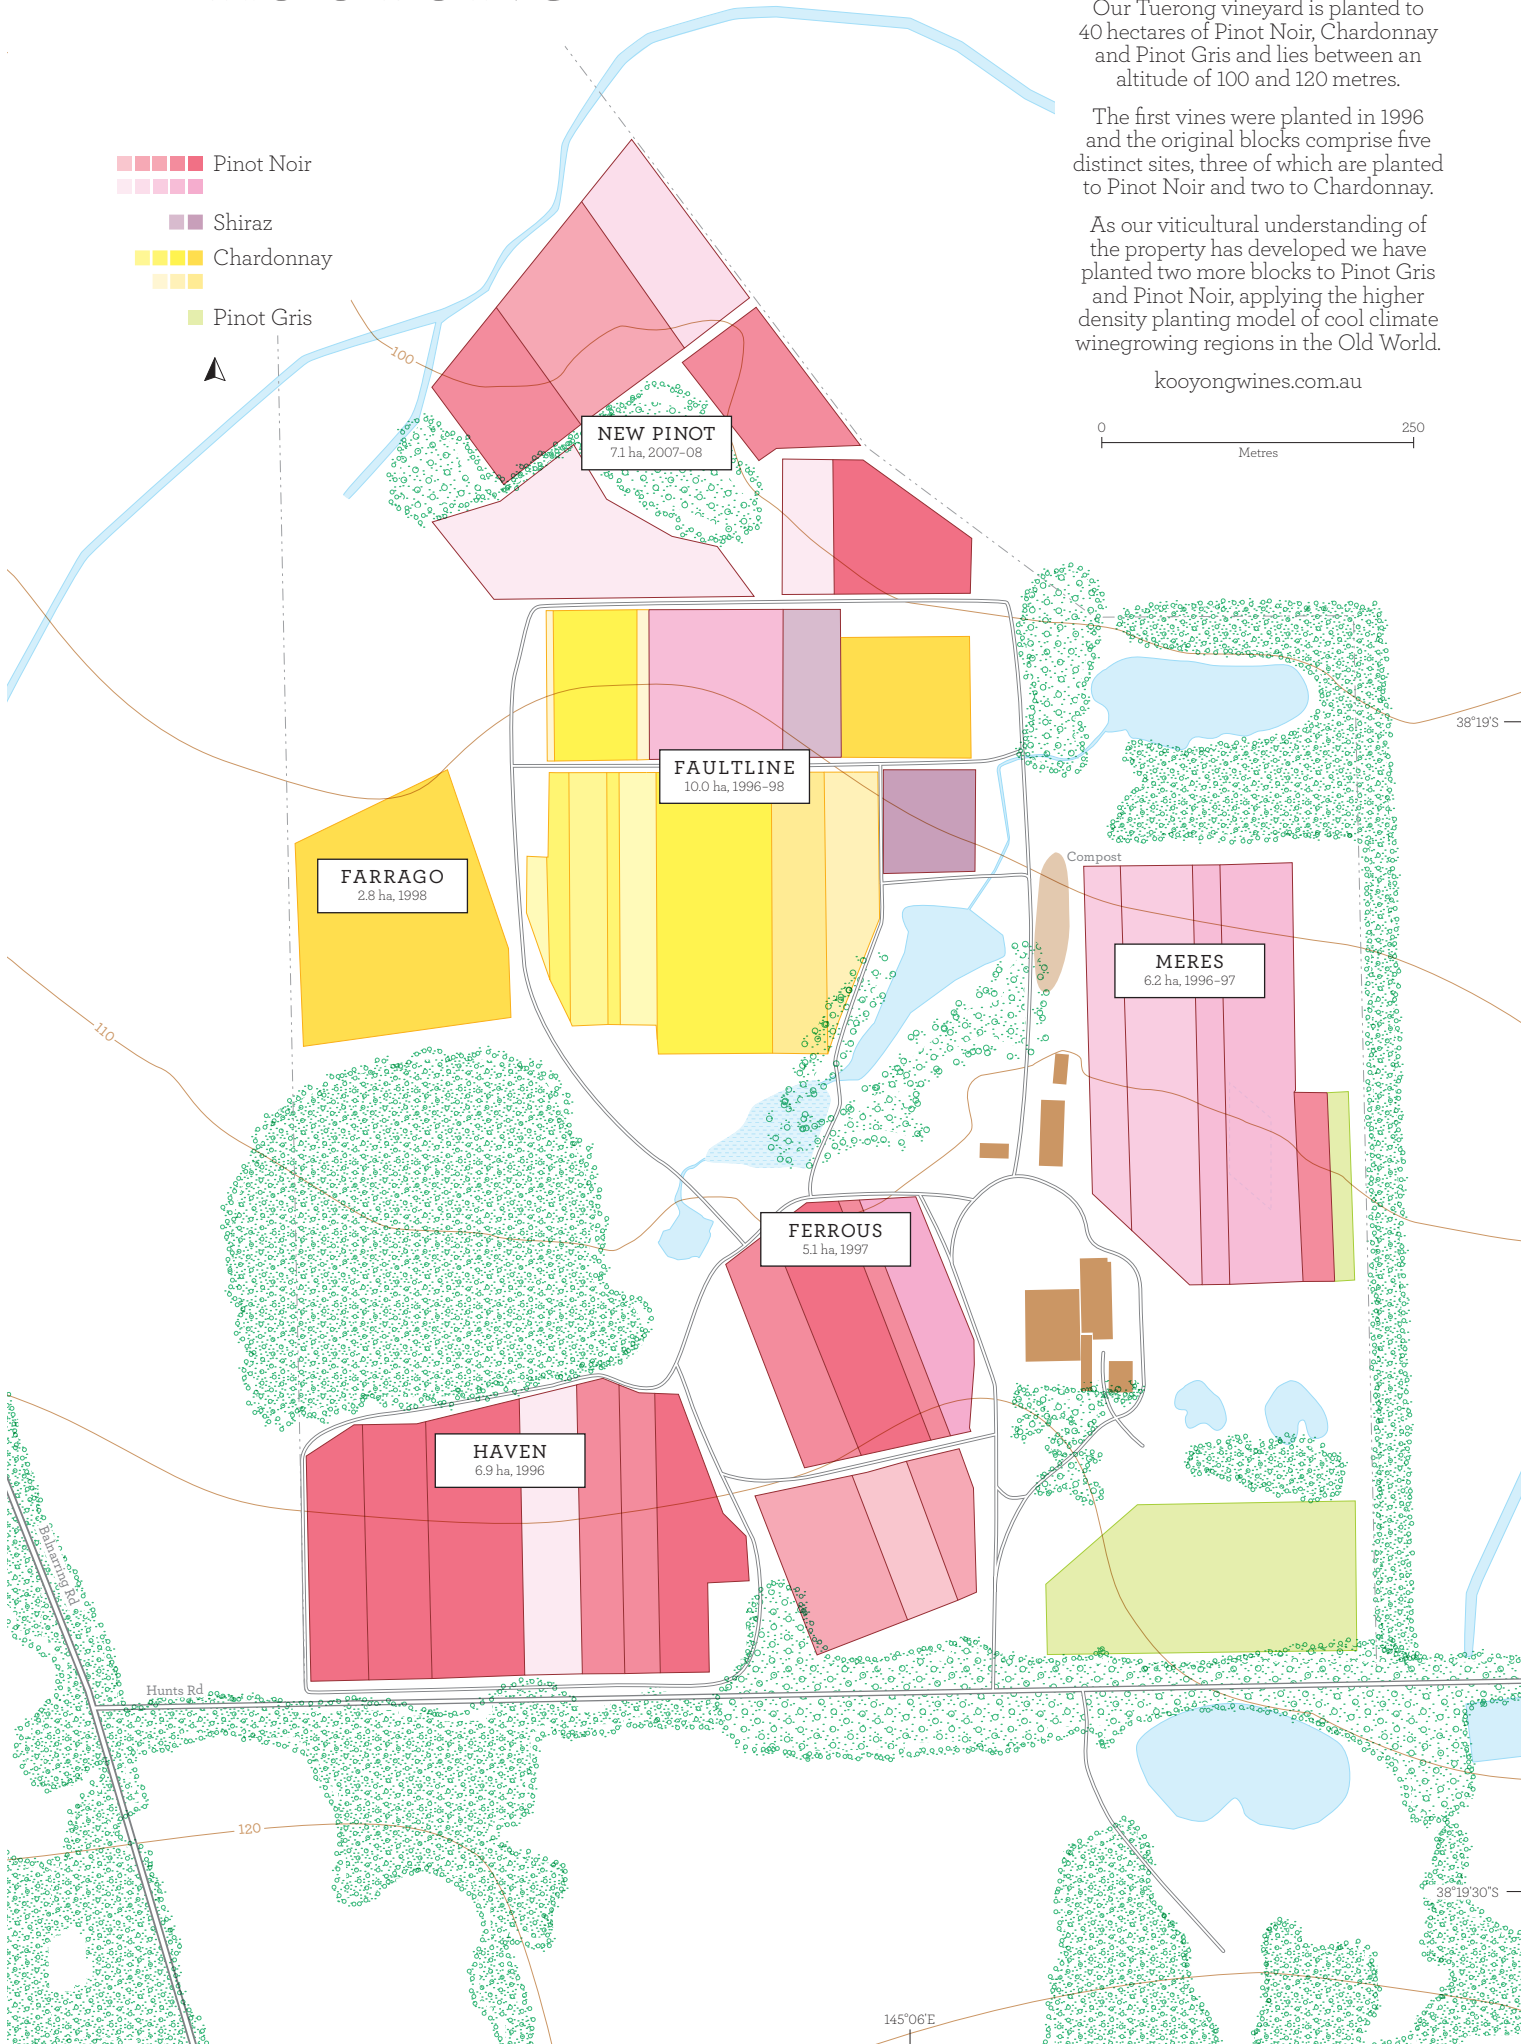 Our Tuerong vineyard is planted to
40 hectares of Pinot Noir, Chardonnay
and Pinot Gris and lies between an
altitude of 100 and 120 metres.
The first vines were planted in 1996
and the original blocks comprise five
distinct sites, three of which are planted
to Pinot Noir and two to Chardonnay.
As our viticultural understanding of
the property has developed we have
planted two more blocks to Pinot Gris
and Pinot Noir, applying the higher
density planting model of cool climate
winegrowing regions in the Old World.
kooyongwines.com.au
0 250
Metres
Pinot Noir
Shiraz
Chardonnay
Pinot Gris
100
NEW PINOT
7.1 ha, 2007–08
38°19'S
FAULTLINE
10.0 ha, 1996–98
FARRAGO
2.8 ha, 1998
Compost
MERES
6.2 ha, 1996–97
110
FERROUS
5.1 ha, 1997
HAVEN
6.9 ha, 1996
Balnarring Rd
Hunts Rd
120
38°19'30"S
145°06'E